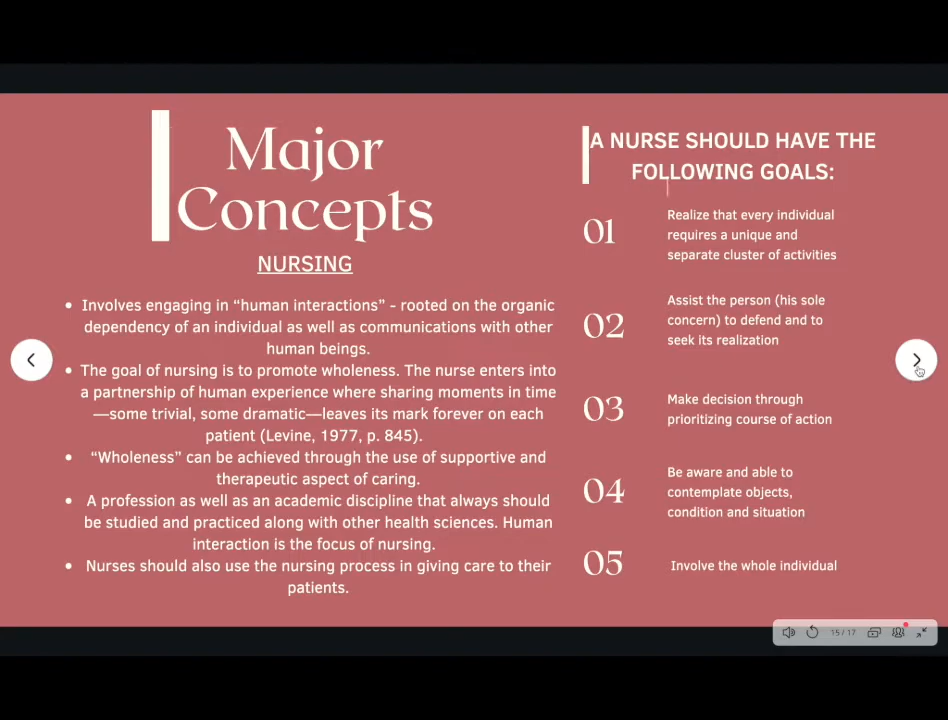 Major
Concepts
NURSING
• Involves engaging in “human interactions” - rooted on the organic
dependency of an individual as well as communications with other
human beings.
• The goal of nursing is to promote wholeness. The nurse enters into
a partnership of human experience where sharing moments in time
—some trivial, some dramatic—leaves its mark forever on each
patient (Levine, 1977, p. 845).
• “Wholeness” can be achieved through the use of supportive and
therapeutic aspect of caring.
• A profession as well as an academic discipline that always should
be studied and practiced along with other health sciences. Human
interaction is the focus of nursing.
• Nurses should also use the nursing process in giving care to their
patients.
A NURSE SHOULD HAVE THE
FOLLOWING GOALS:
01
Realize that every individual
requires a unique and
separate cluster of activities
02
Assist the person (his sole
concern) to defend and to
seek its realization
03
Make decision through
prioritizing course of action
04
Be aware and able to
contemplate objects,
condition and situation
05
Involve the whole individual
15 / 17